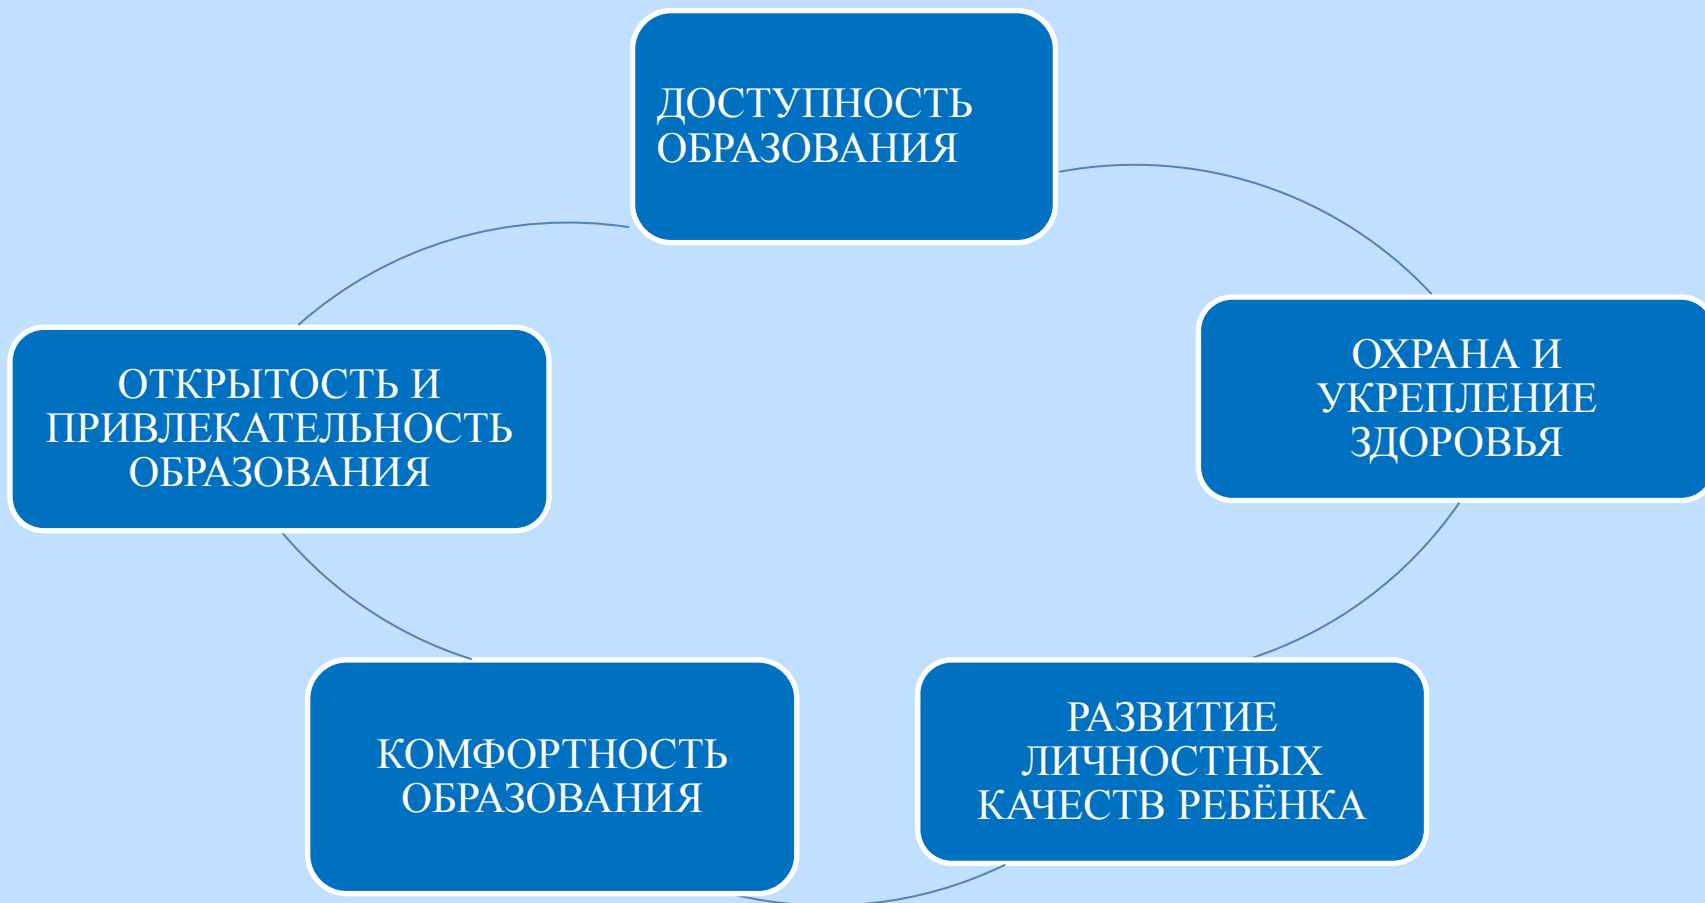 ДОСТУПНОСТЬ
ОБРАЗОВАНИЯ
ОХРАНА И
УКРЕПЛЕНИЕ
ЗДОРОВЬЯ
РАЗВИТИЕ
ЛИЧНОСТНЫХ
КАЧЕСТВ РЕБЁНКА
КОМФОРТНОСТЬ
ОБРАЗОВАНИЯ
ОТКРЫТОСТЬ И
ПРИВЛЕКАТЕЛЬНОСТЬ
ОБРАЗОВАНИЯ